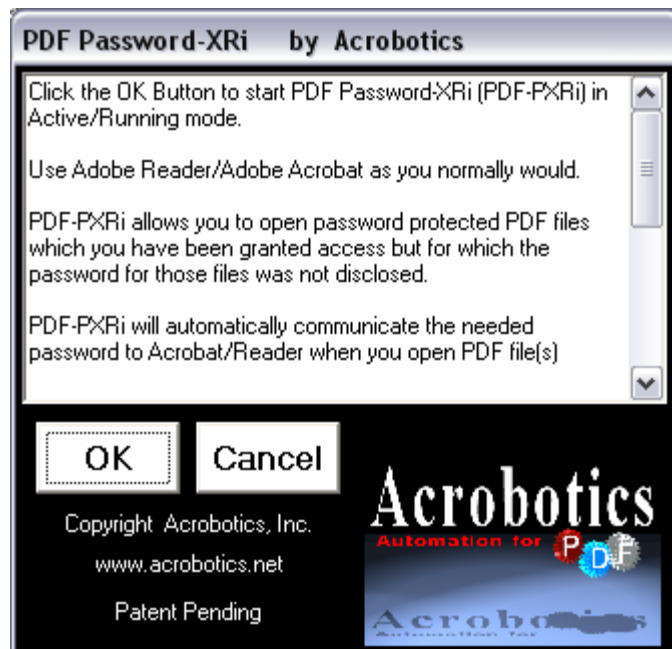 PDF Password-XRi by Acrobotics
Click the OK Button to start PDF Password-XRi (PDF-PXRi) in
Active/Running mode.
Use Adobe Reader/Adobe Acrobat as you normally would.
PDF-PXRi allows you to open password protected PDF files
which you have been granted access but for which the
password for those files was not disclosed.
PDF-PXRi will automatically communicate the needed
password to Acrobat/Reader when you open PDF file(s)
OK
Cancel
Copyright Acrobotics, Inc.
www.acrobotics.net
Patent Pending
Acrobotics
Automation for PDF
Acrobotics
Automation for